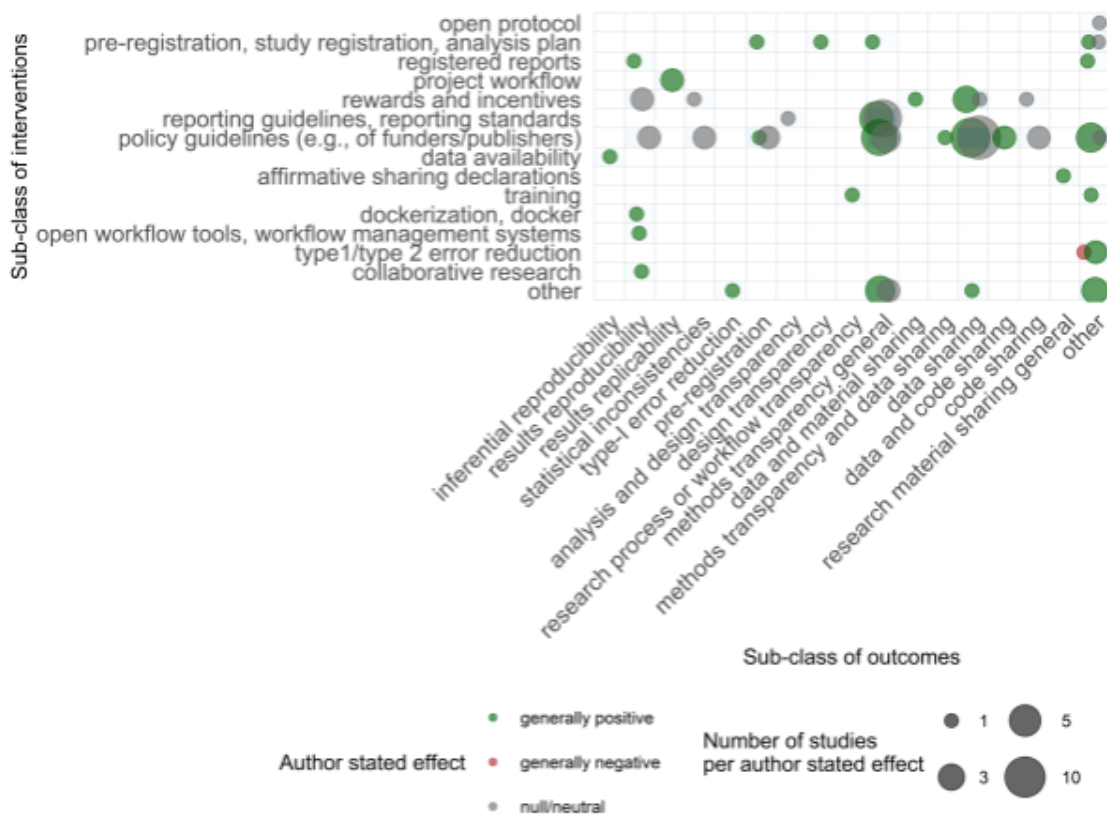 Sub-class of interventions
open protocol
pre-registration, study registration, analysis plan
registered reports
project workflow
rewards and incentives
reporting guidelines, reporting standards
policy guidelines (e.g., of funders/publishers)
data availability
affirmative sharing declarations
training
dockerization, docker
open workflow tools, workflow management systems
type1/type 2 error reduction
collaborative research
other
inferential reproducibility
results reproducibility
results replicability
statistical inconsistencies
type-I error reduction
pre-registration
analysis and design transparency
design transparency
research process or workflow transparency
methods transparency general
data and material sharing
methods transparency and data sharing
data sharing
data and code sharing
code sharing
research material sharing general
other
Sub-class of outcomes
Author stated effect
generally positive
generally negative
null/neutral
Number of studies
per author stated effect
1
5
3
10